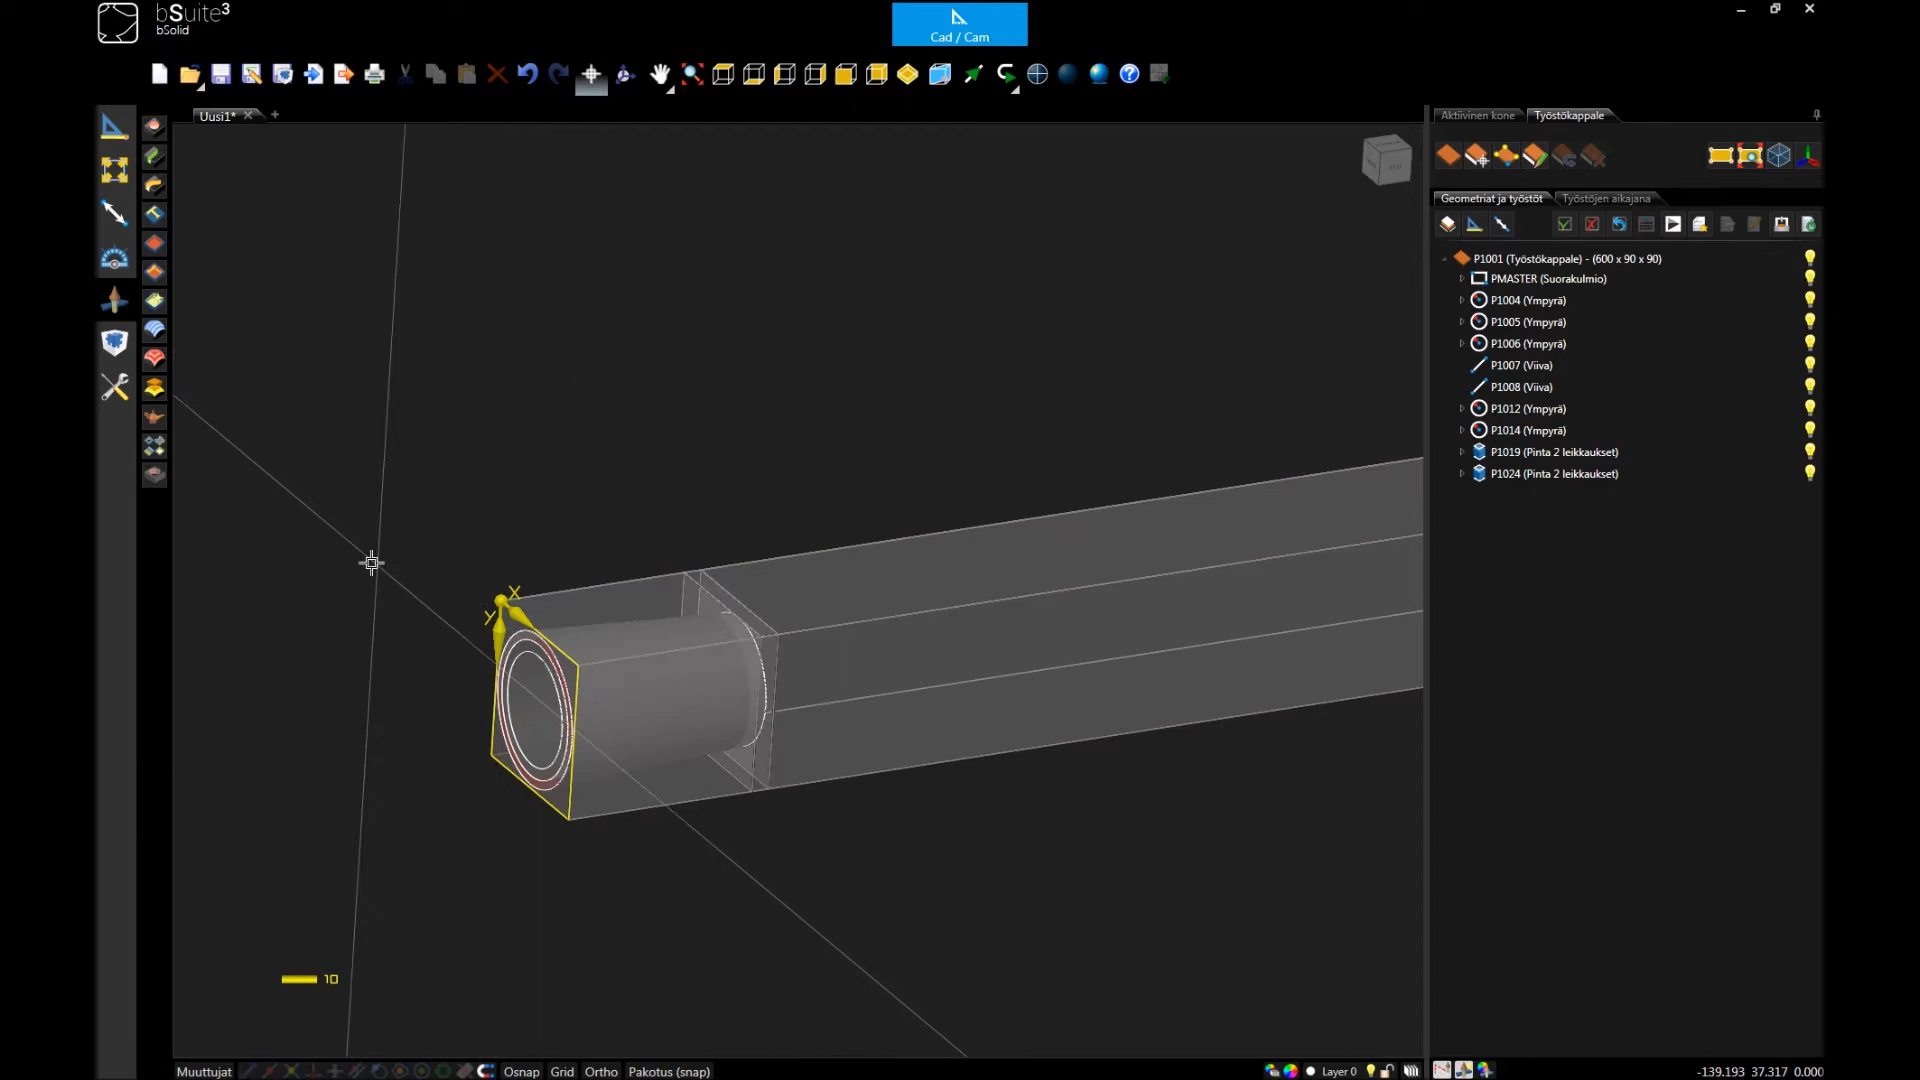 bSuite³
bSolid
Cad / Cam
Uusi1*
Aktiivinen kone
Työstökappale
Geometriat ja työstöt
Työstöjen aikajana
P1001 (Työstökappale) - (600 x 90 x 90)
PMASTER (Suorakulmio)
P1004 (Ympyrä)
P1005 (Ympyrä)
P1006 (Ympyrä)
P1007 (Viiva)
P1008 (Viiva)
P1012 (Ympyrä)
P1014 (Ympyrä)
P1019 (Pinta 2 leikkaukset)
P1024 (Pinta 2 leikkaukset)
X
Y
10
Muuttujat
Osnap
Grid
Ortho
Pakotus (snap)
Layer 0
-139.193 37.317 0.000